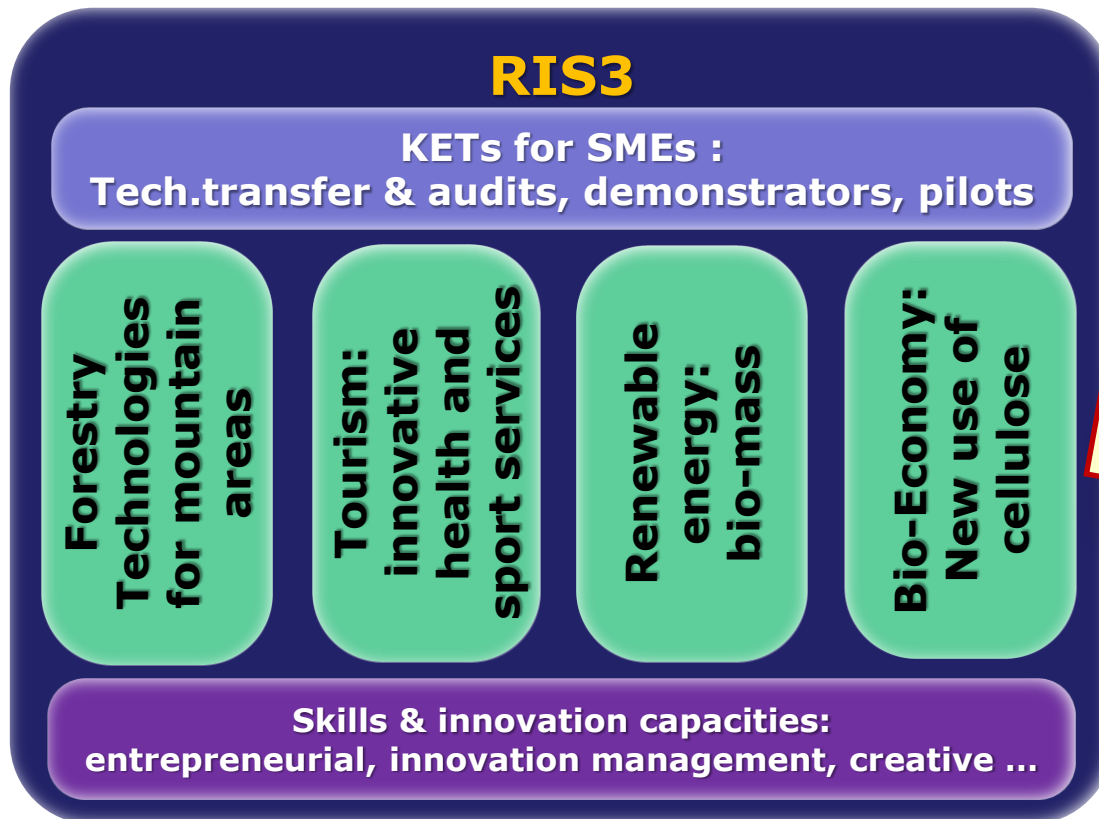 RIS3
KETs for SMEs :
Tech.transfer & audits, demonstrators, pilots
Forestry
Technologies
for mountain
areas
Tourism:
innovative
health and
sport services
Renewable
energy:
bio-mass
Bio-Economy:
New use of
cellulose
Skills & innovation capacities:
entrepreneurial, innovation management, creative …